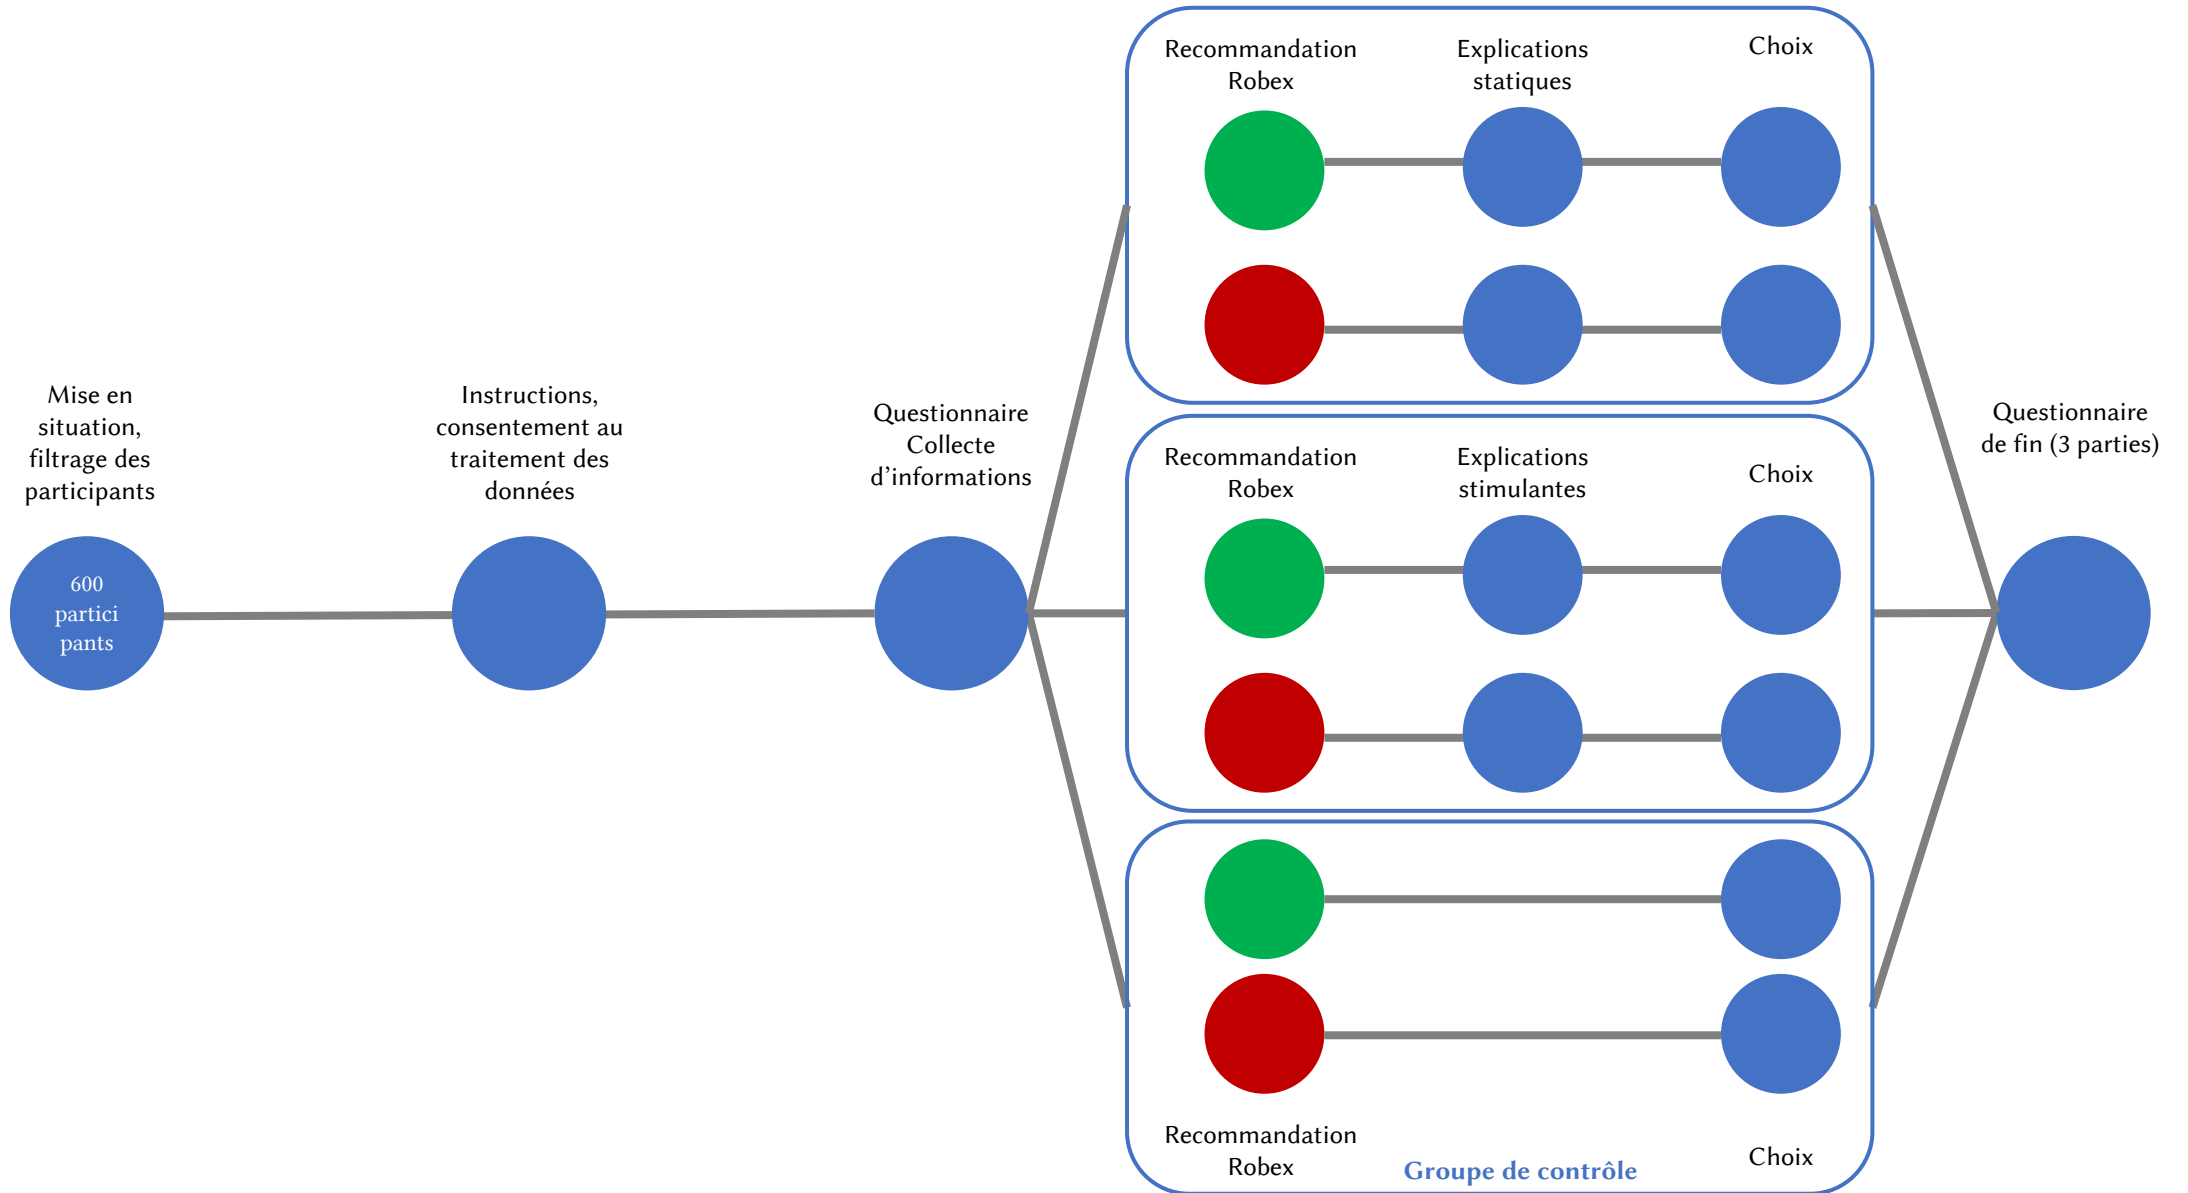 Mise en
situation,
filtrage des
participants
600
partici
pants
Instructions,
consentement au
traitement des
données
Questionnaire
Collecte
d'informations
Recommandation
Robex
Explications
statiques
Choix
Recommandation
Robex
Explications
stimulantes
Choix
Recommandation
Robex
Groupe de contrôle
Choix
Questionnaire
de fin (3 parties)